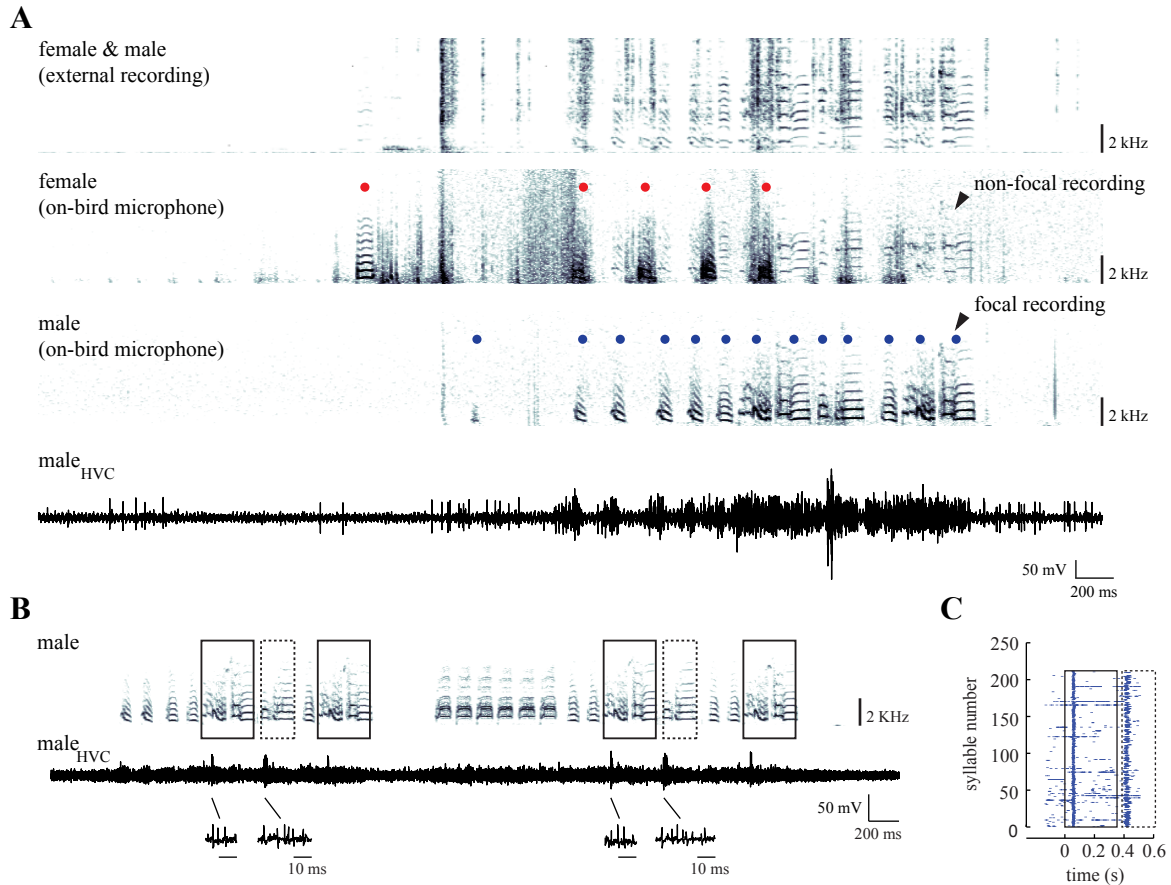 A
female & male
(external recording)
2 kHz
female
(on-bird microphone)
non-focal recording
2 kHz
male
(on-bird microphone)
focal recording
2 kHz
male HVC
50 mV
200 ms
B
male
2 KHz
male HVC
50 mV
200 ms
10 ms
10 ms
C
syllable number
250
200
150
100
50
0
0 0.2 0.4 0.6
time (s)